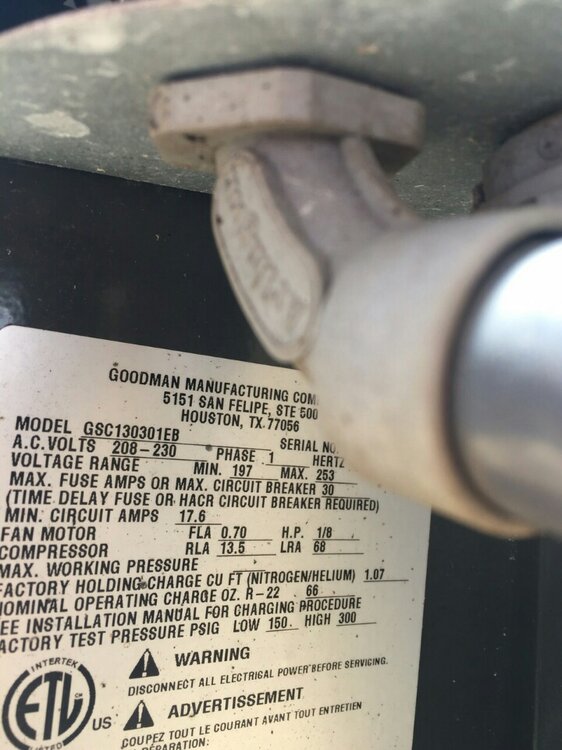 GOODMAN MANUFACTURING COM
5151 SAN FELIPE, STE 500
HOUSTON, TX 77056
MODEL GSC130301EB SERIAL NO.
A.C. VOLTS 208-230 PHASE 1 HERTZ
VOLTAGE RANGE MIN. 197 MAX. 253
MAX. FUSE AMPS OR MAX. CIRCUIT BREAKER 30
(TIME DELAY FUSE OR HACR CIRCUIT BREAKER REQUIRED)
MIN. CIRCUIT AMPS 17.6
FAN MOTOR FLA 0.70 H.P. 1/8
COMPRESSOR RLA 13.5 LRA 68
MAX. WORKING PRESSURE
FACTORY HOLDING CHARGE CU FT (NITROGEN/HELIUM) 1.07
NOMINAL OPERATING CHARGE OZ. R-22 66
EE INSTALLATION MANUAL FOR CHARGING PROCEDURE
ACTORY TEST PRESSURE PSIG LOW 150 HIGH 300
INTERTEK
ETL CM
LISTED
US
WARNING
DISCONNECT ALL ELECTRICAL POWER BEFORE SERVICING.
ADVERTISSEMENT
COUPEZ TOUT LE COURANT AVANT TOUT ENTRETIEN
RÉPARATION: